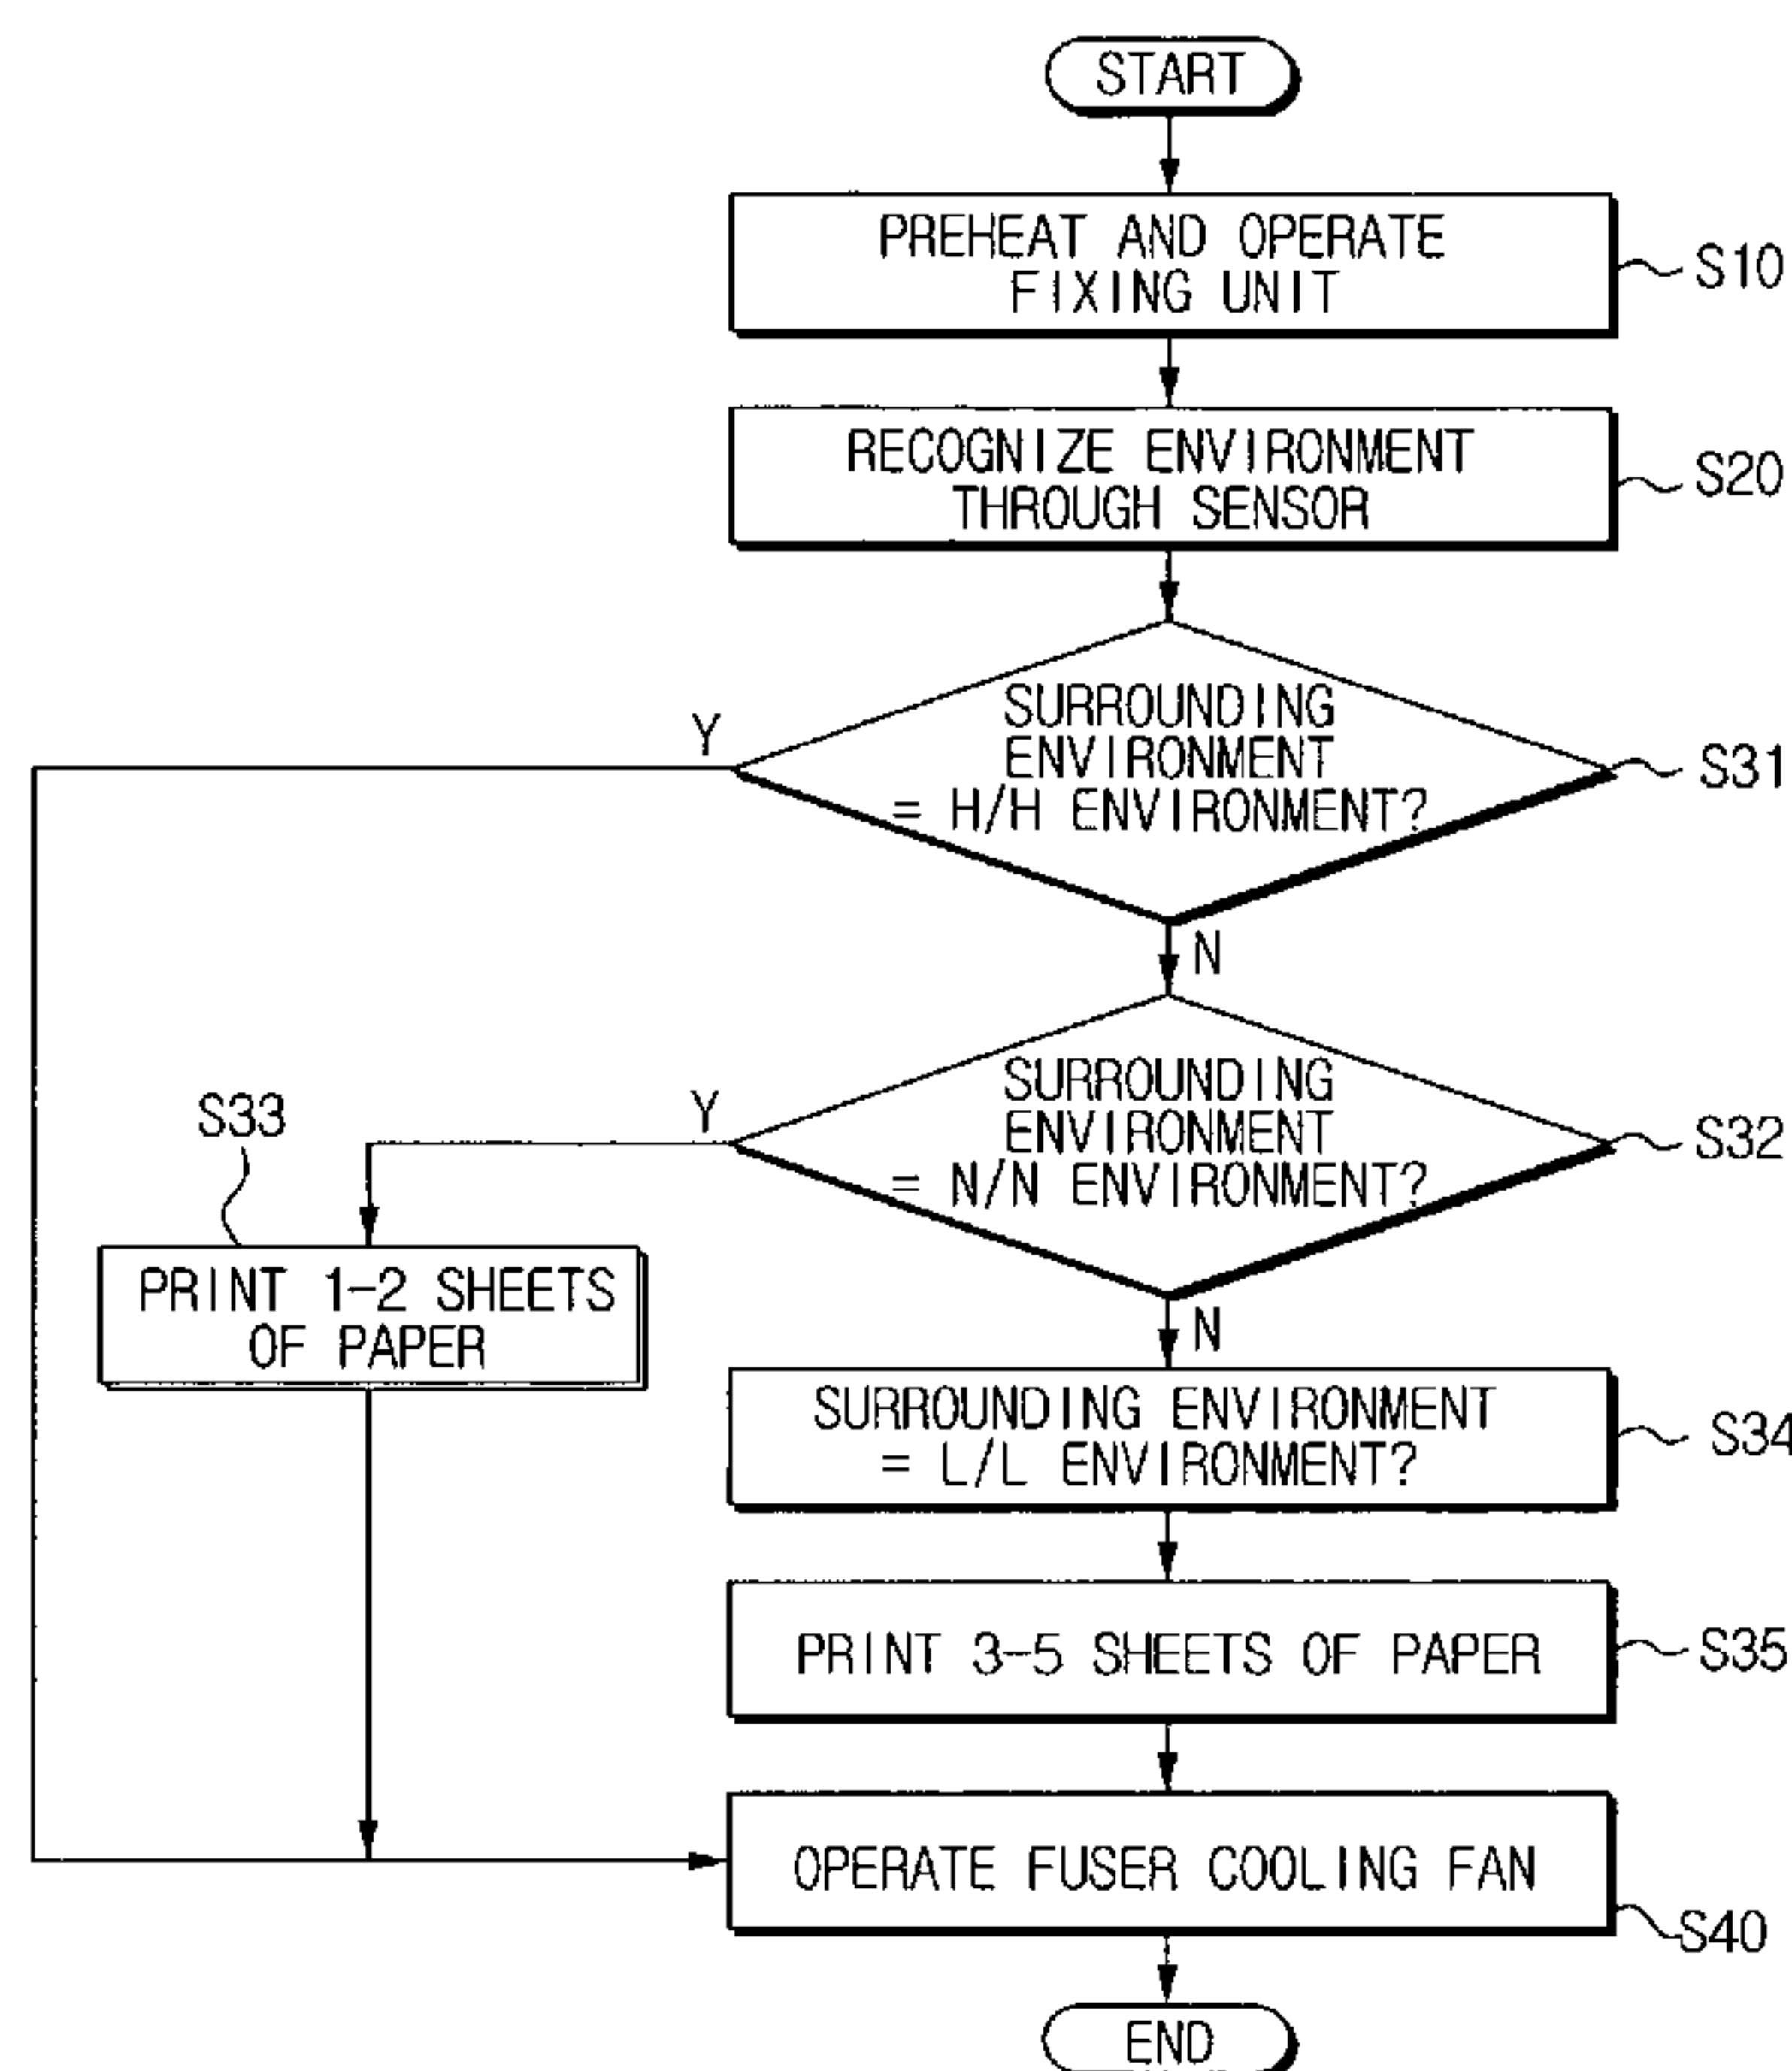 START
PREHEAT AND OPERATE
FIXING UNIT
S10
RECOGNIZE ENVIRONMENT
THROUGH SENSOR
S20
SURROUNDING
ENVIRONMENT
= H/H ENVIRONMENT?
S31
Y
N
SURROUNDING
ENVIRONMENT
= N/N ENVIRONMENT?
S32
Y
N
S33
PRINT 1-2 SHEETS
OF PAPER
SURROUNDING ENVIRONMENT
= L/L ENVIRONMENT?
S34
PRINT 3-5 SHEETS OF PAPER
S35
OPERATE FUSER COOLING FAN
S40
END